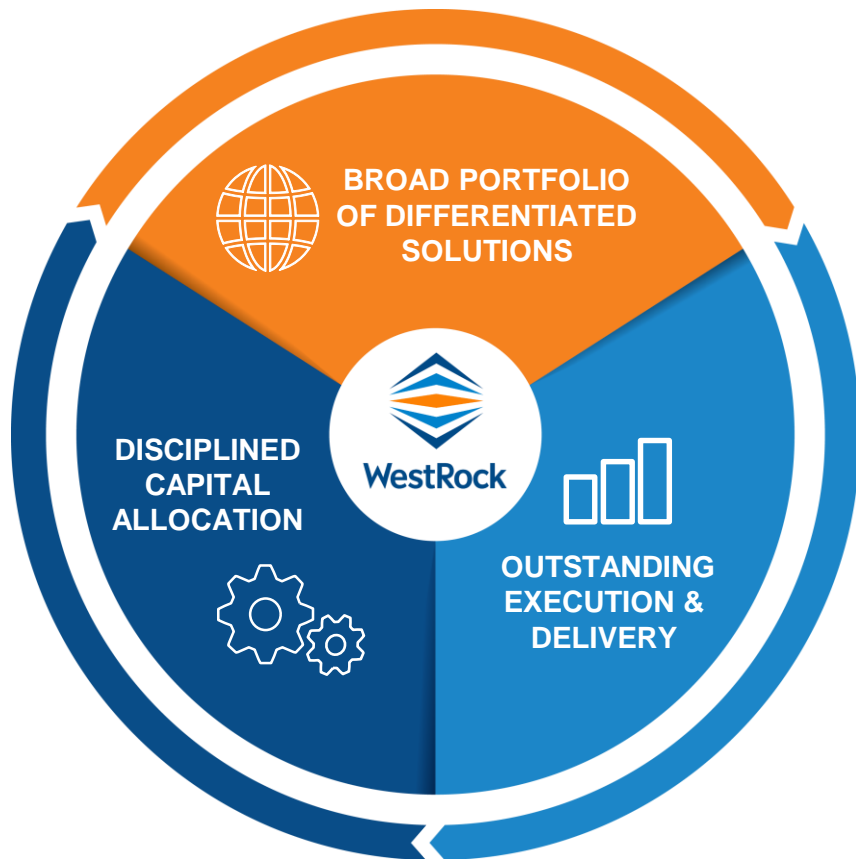 BROAD PORTFOLIO
OF DIFFERENTIATED
SOLUTIONS
WestRock
DISCIPLINED
CAPITAL
ALLOCATION
OUTSTANDING
EXECUTION &
DELIVERY